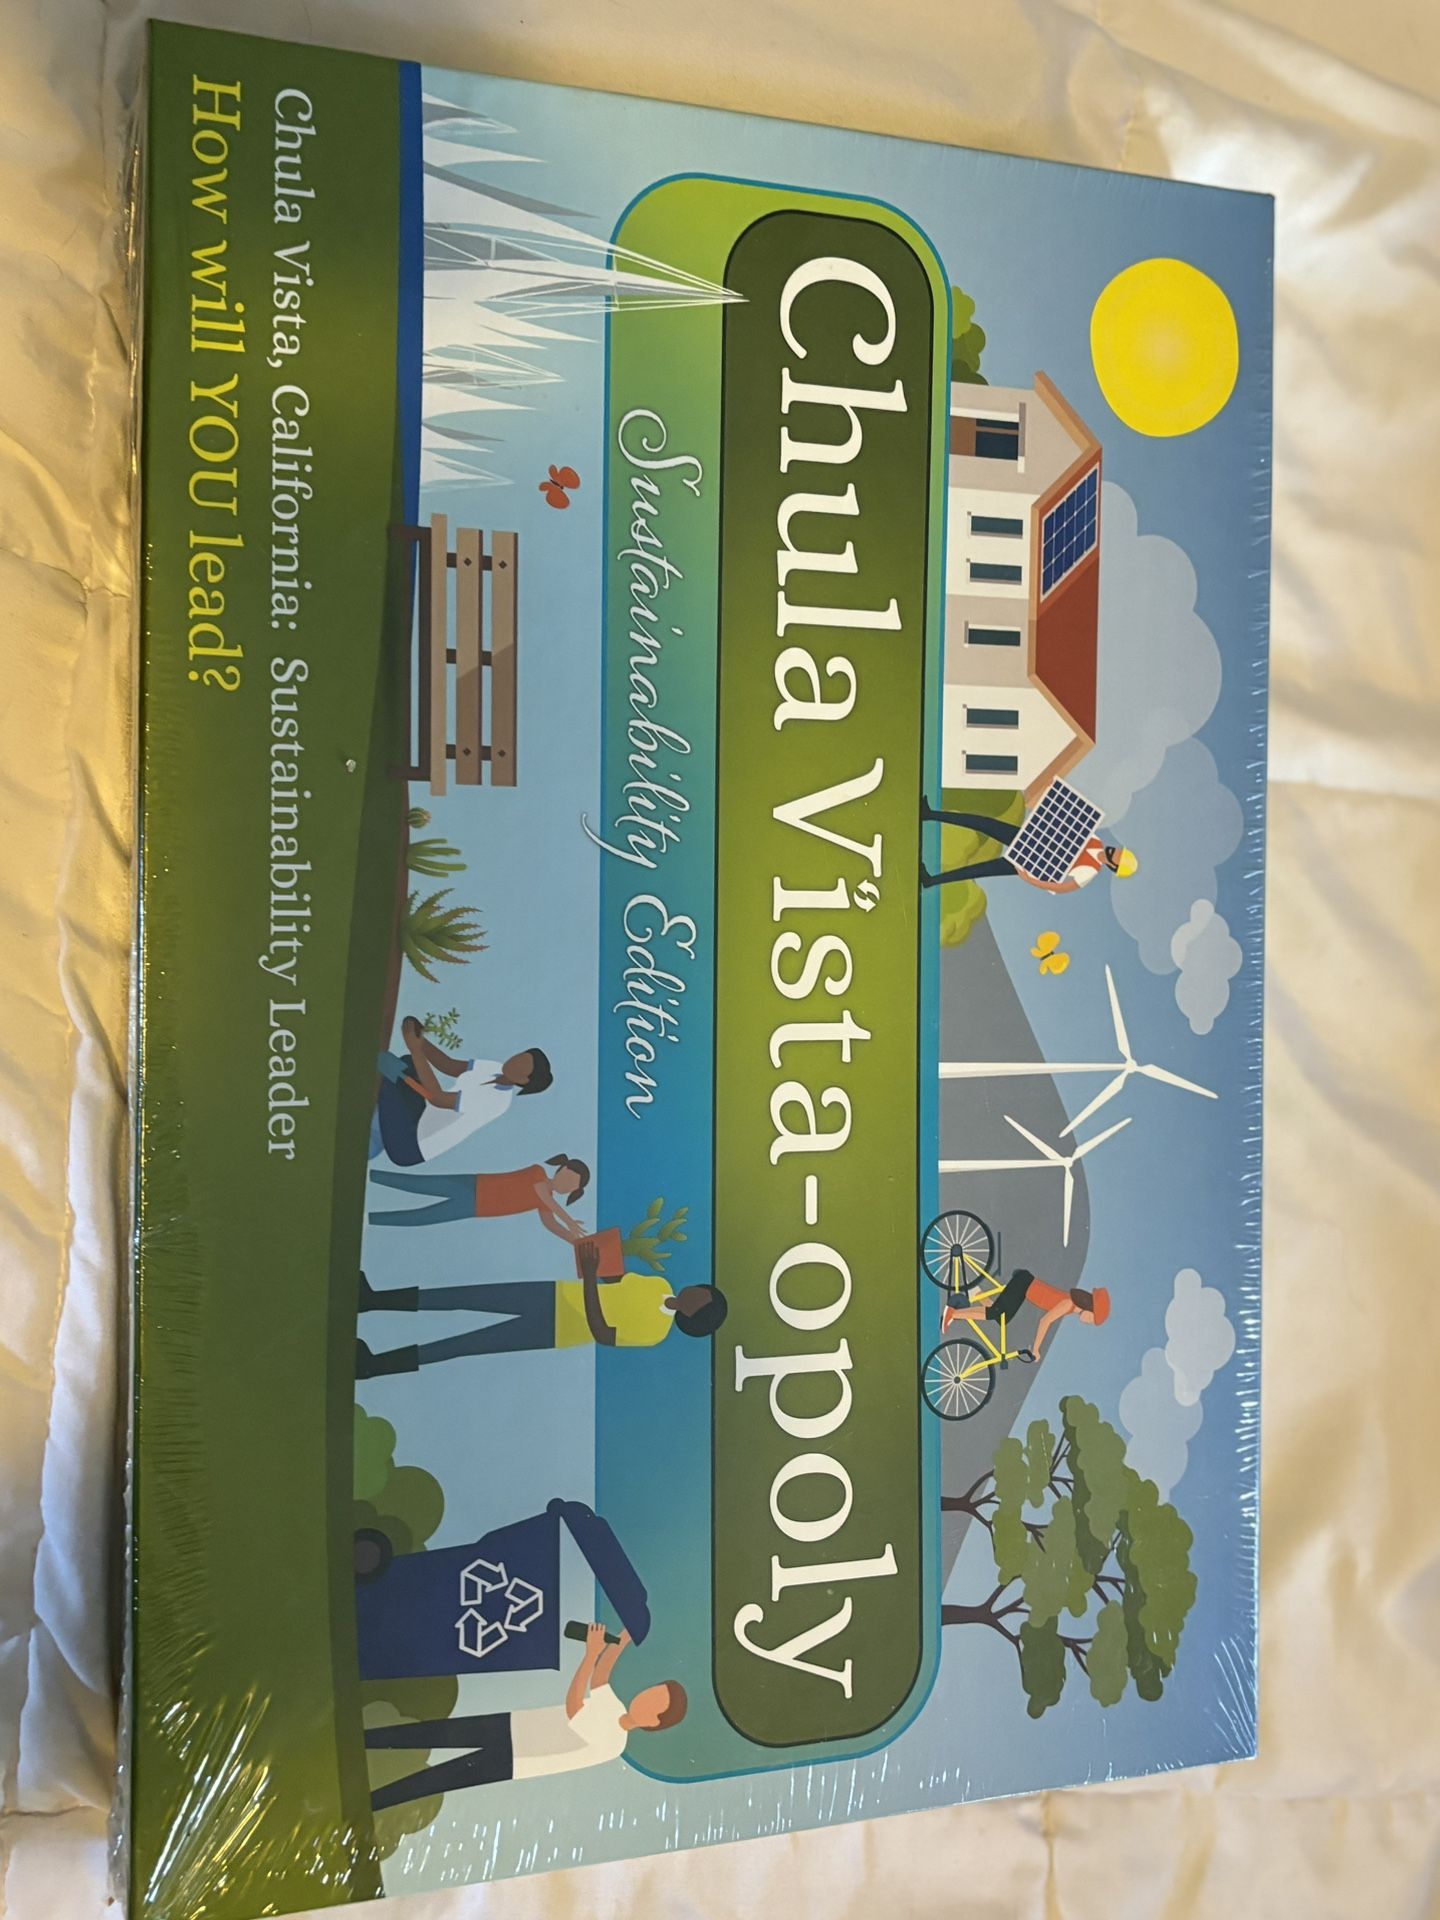 Chula Vista-opoly
Sustainability Edition
Chula Vista, California: Sustainability Leader
How will YOU lead?